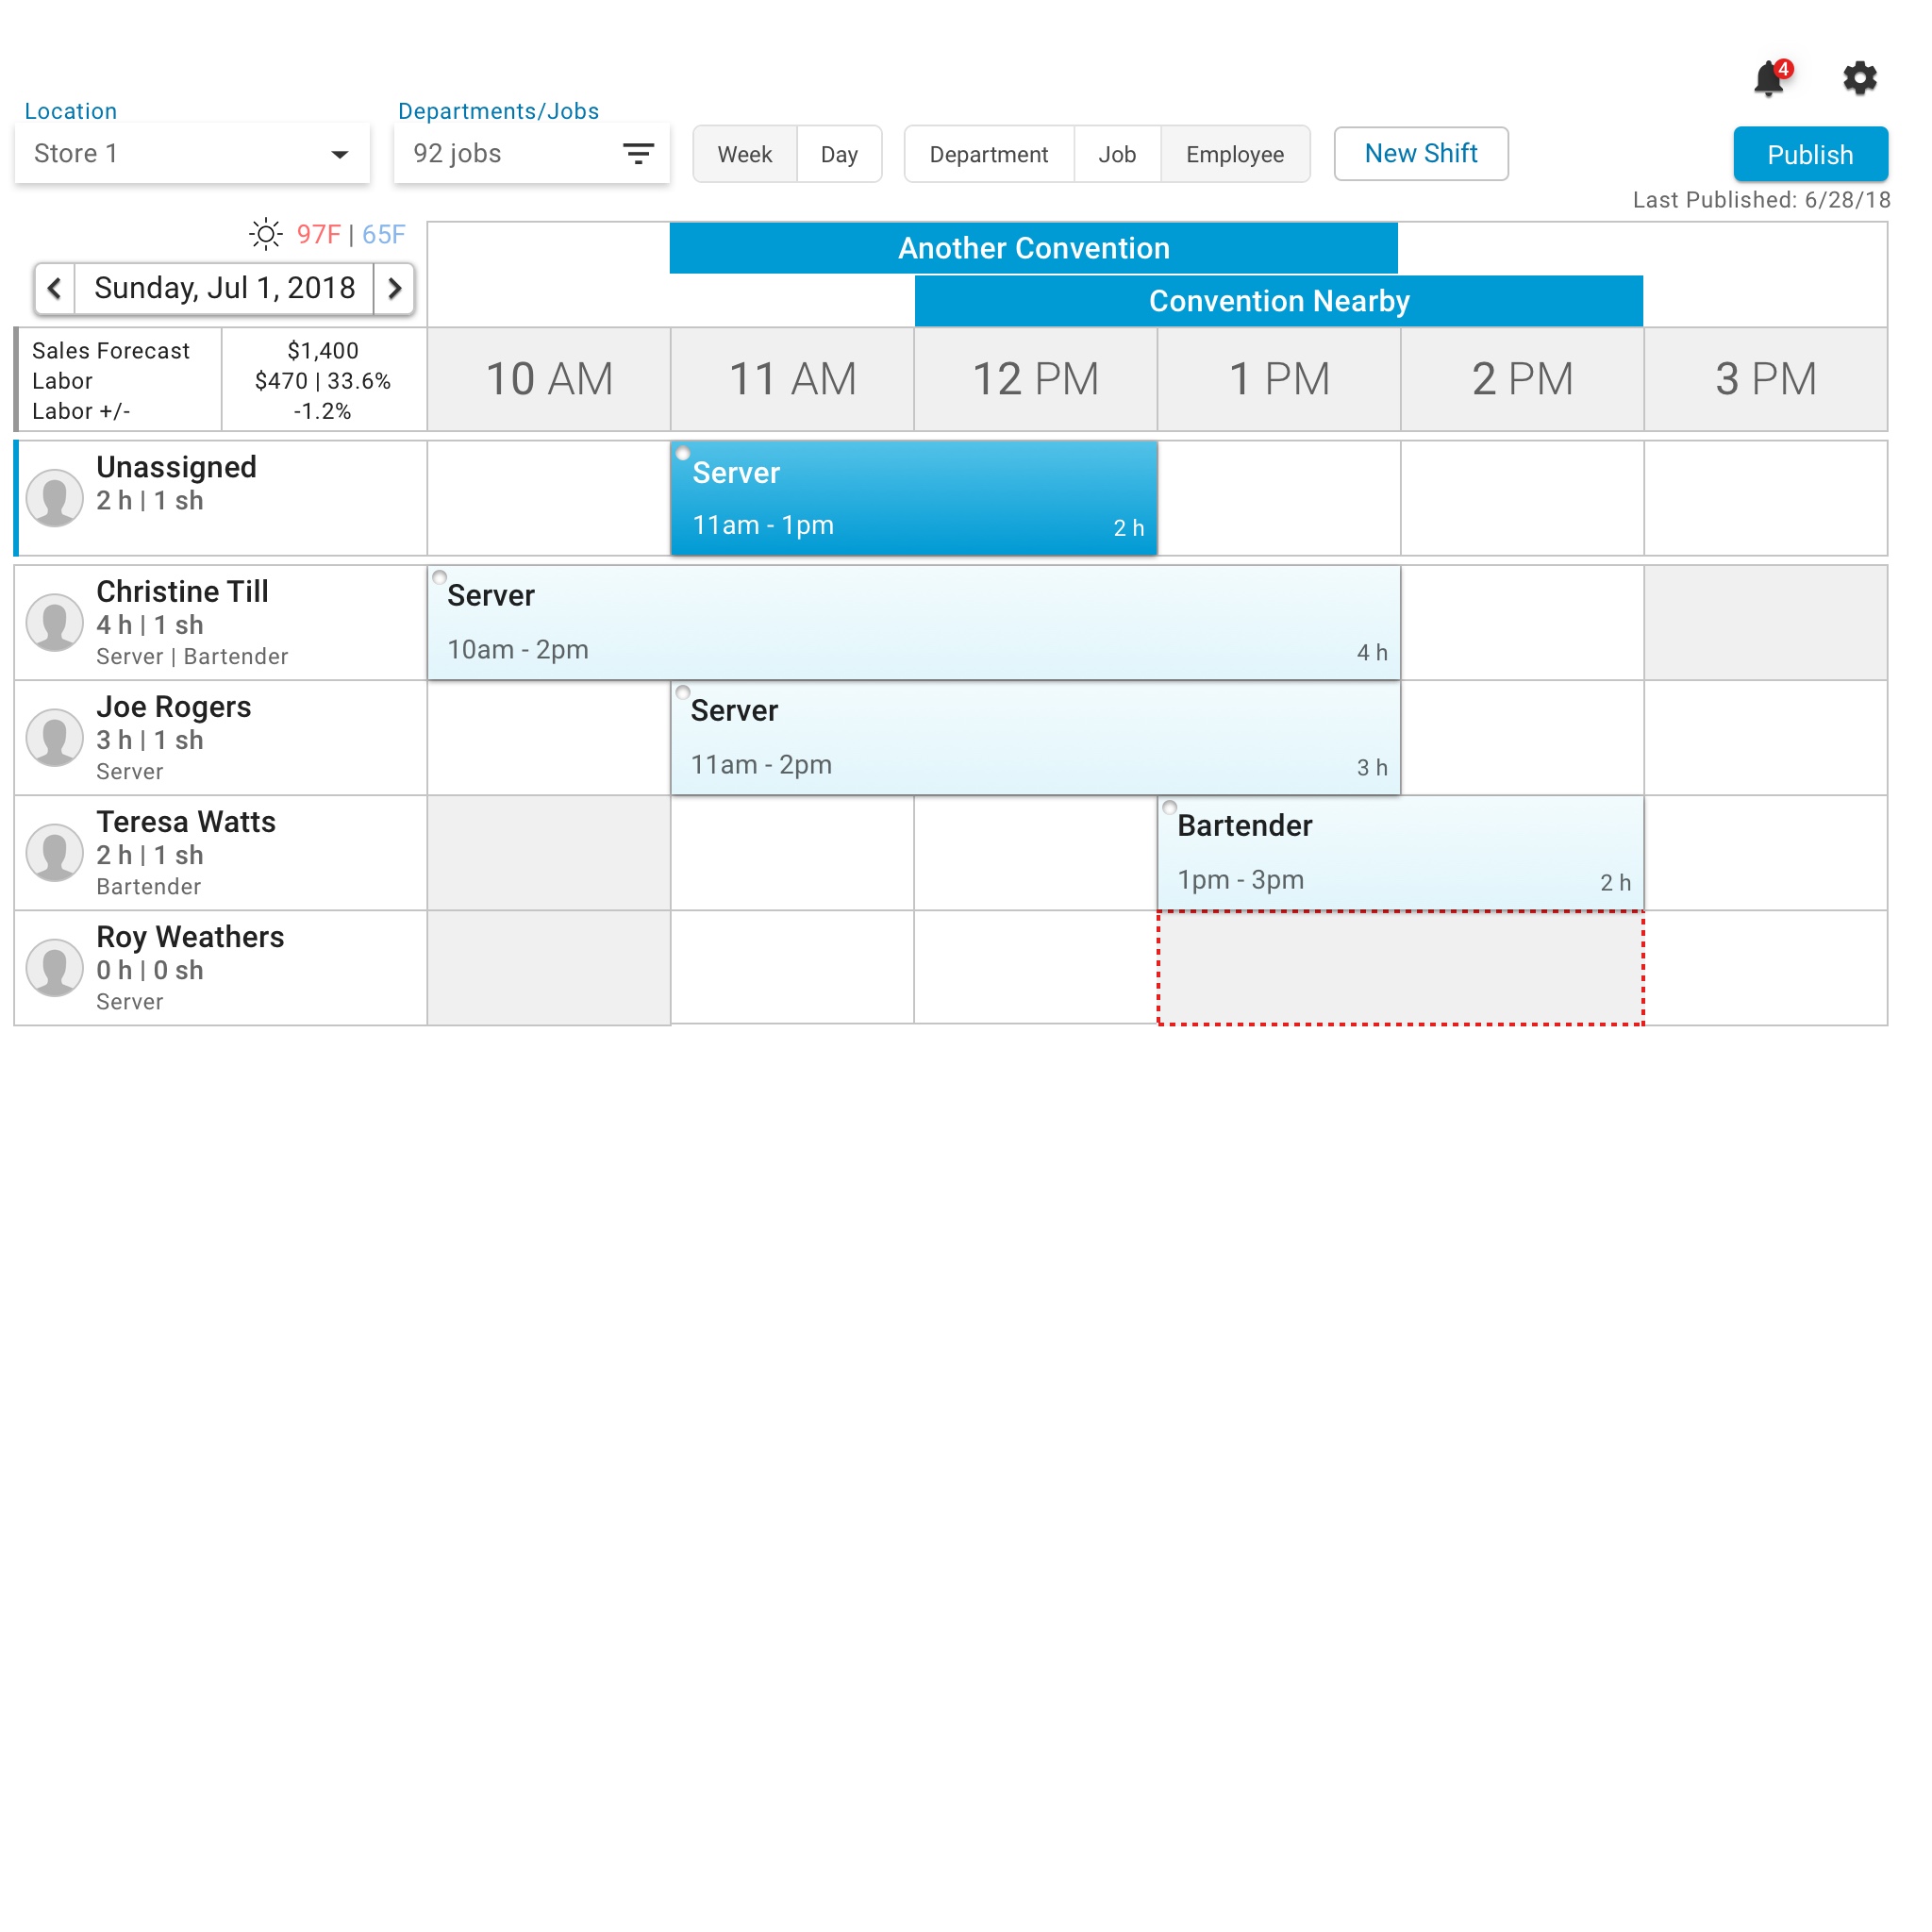 4
Location
Departments/Jobs
Store 1
92 jobs
Week
Day
Department
Job
Employee
New Shift
Publish
Last Published: 6/28/18
97F | 65F
Another Convention
Sunday, Jul 1, 2018
Convention Nearby
Sales Forecast
$1,400
Labor
$470 | 33.6%
Labor +/-
-1.2%
10 AM
11 AM
12 PM
1 PM
2 PM
3 PM
Unassigned
2 h | 1 sh
Server
11am - 1pm
2 h
Christine Till
4 h | 1 sh
Server | Bartender
Server
10am - 2pm
4 h
Joe Rogers
3 h | 1 sh
Server
Server
11am - 2pm
3 h
Teresa Watts
2 h | 1 sh
Bartender
Bartender
1pm - 3pm
2 h
Roy Weathers
0 h | 0 sh
Server